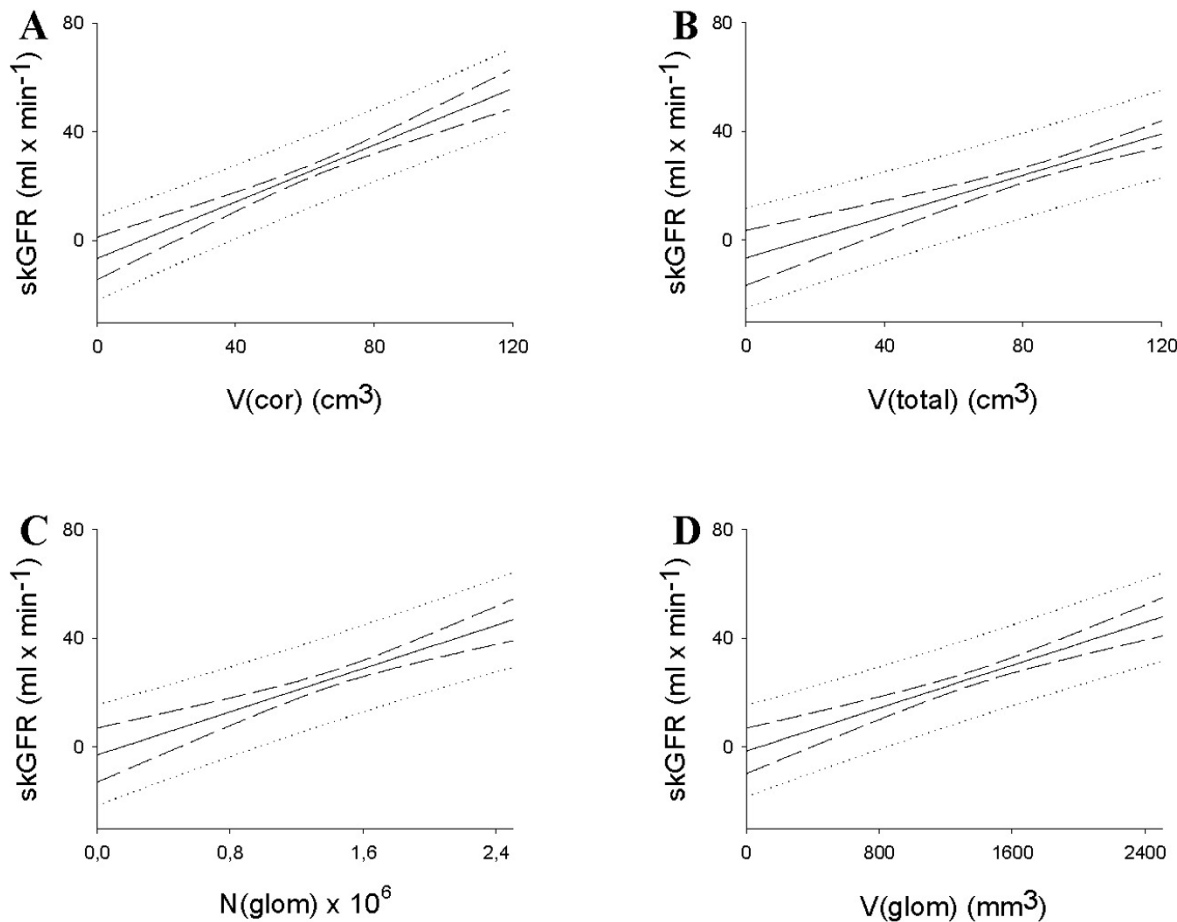 A
80
40
0
skGFR (ml x min-1)
0 40 80 120
V(cor) (cm3)
B
80
40
0
skGFR (ml x min-1)
0 40 80 120
V(total) (cm3)
C
80
40
0
skGFR (ml x min-1)
0,0 0,8 1,6 2,4
N(glom) x 10⁶
D
80
40
0
skGFR (ml x min-1)
0 800 1600 2400
V(glom) (mm3)